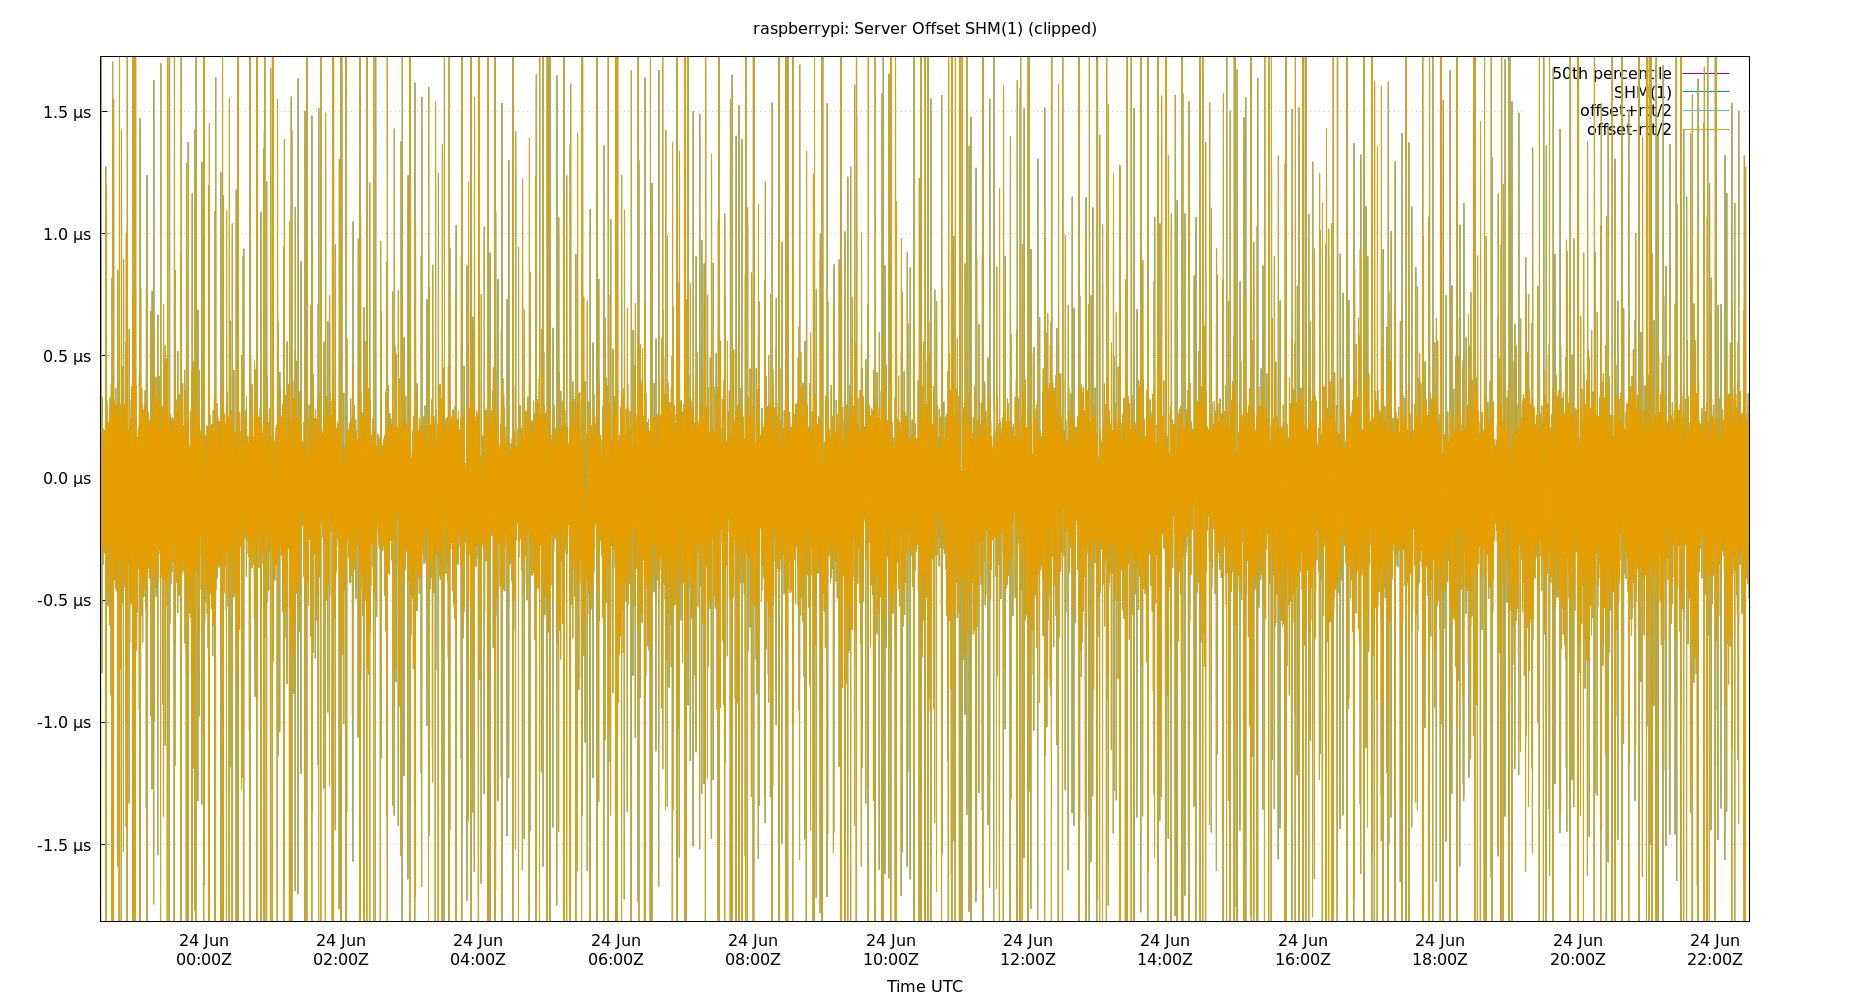 raspberrypi: Server Offset SHM(1) (clipped)
50th percentile
SHM(1)
offset+rtt/2
offset-rtt/2
1.5 µs
1.0 µs
0.5 µs
0.0 µs
-0.5 µs
-1.0 µs
-1.5 µs
24 Jun 24 Jun 24 Jun 24 Jun 24 Jun 24 Jun 24 Jun 24 Jun 24 Jun 24 Jun 24 Jun 24 Jun
00:00Z 02:00Z 04:00Z 06:00Z 08:00Z 10:00Z 12:00Z 14:00Z 16:00Z 18:00Z 20:00Z 22:00Z
Time UTC